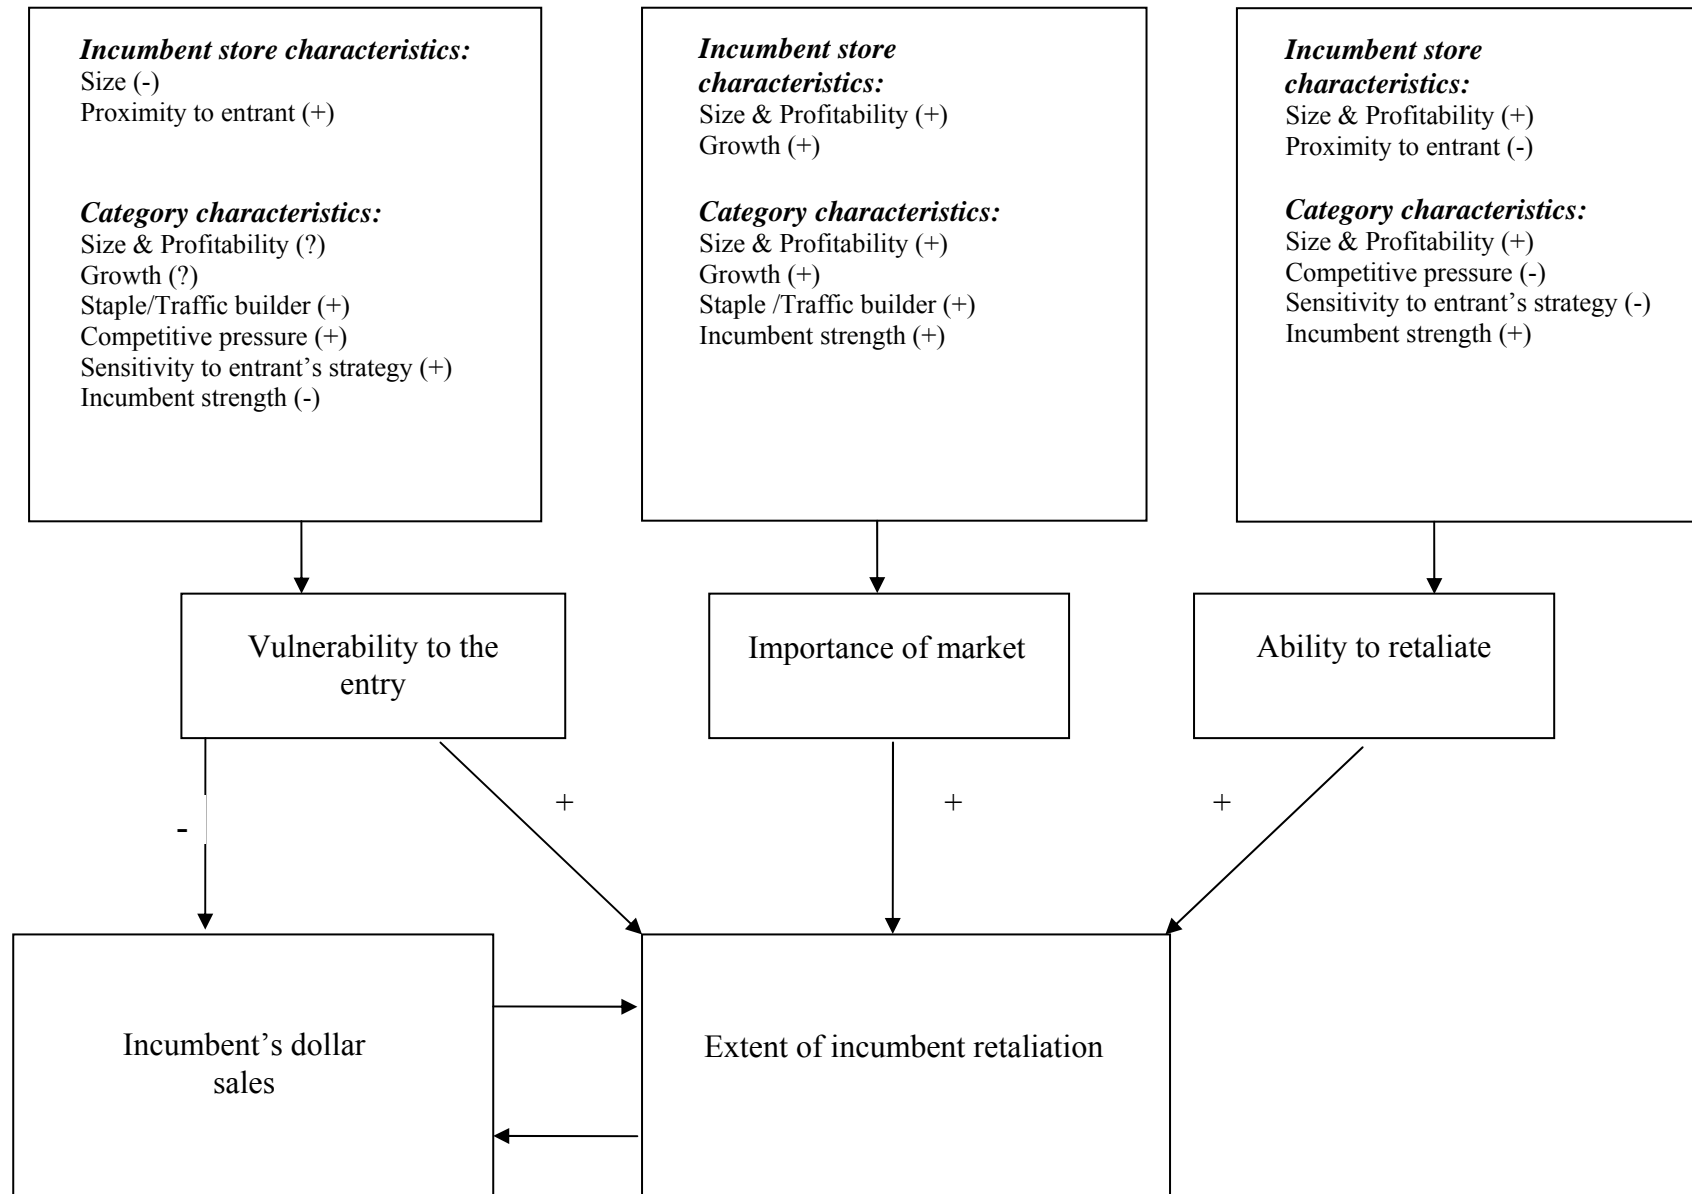 Incumbent store characteristics:
Size (-)
Proximity to entrant (+)
Category characteristics:
Size & Profitability (?)
Growth (?)
Staple/Traffic builder (+)
Competitive pressure (+)
Sensitivity to entrant’s strategy (+)
Incumbent strength (-)
Incumbent store
characteristics:
Size & Profitability (+)
Growth (+)
Category characteristics:
Size & Profitability (+)
Growth (+)
Staple /Traffic builder (+)
Incumbent strength (+)
Incumbent store
characteristics:
Size & Profitability (+)
Proximity to entrant (-)
Category characteristics:
Size & Profitability (+)
Competitive pressure (-)
Sensitivity to entrant’s strategy (-)
Incumbent strength (+)
Vulnerability to the
entry
Importance of market
Ability to retaliate
-
+
+
+
Incumbent’s dollar
sales
Extent of incumbent retaliation